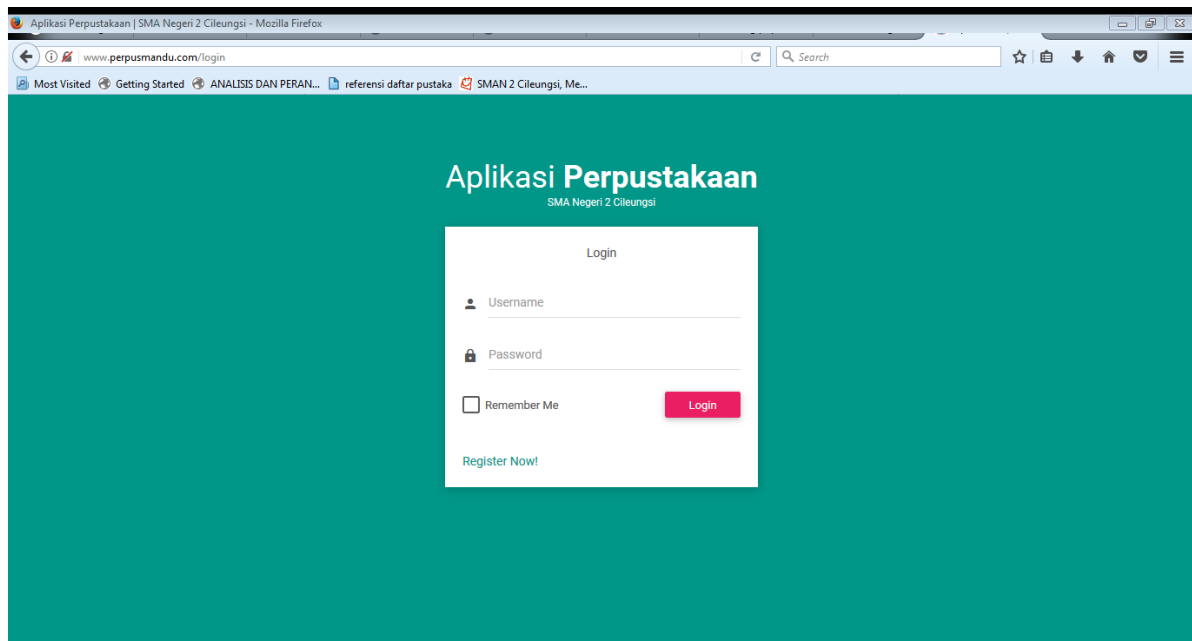 Aplikasi Perpustakaan | SMA Negeri 2 Cileungsi - Mozilla Firefox
www.perpusmandu.com/login
Search
Most Visited Getting Started ANALISIS DAN PERAN... referensi daftar pustaka SMAN 2 Cileungsi, Me...
Aplikasi Perpustakaan
SMA Negeri 2 Cileungsi
Login
Username
Password
Remember Me Login
Register Now!